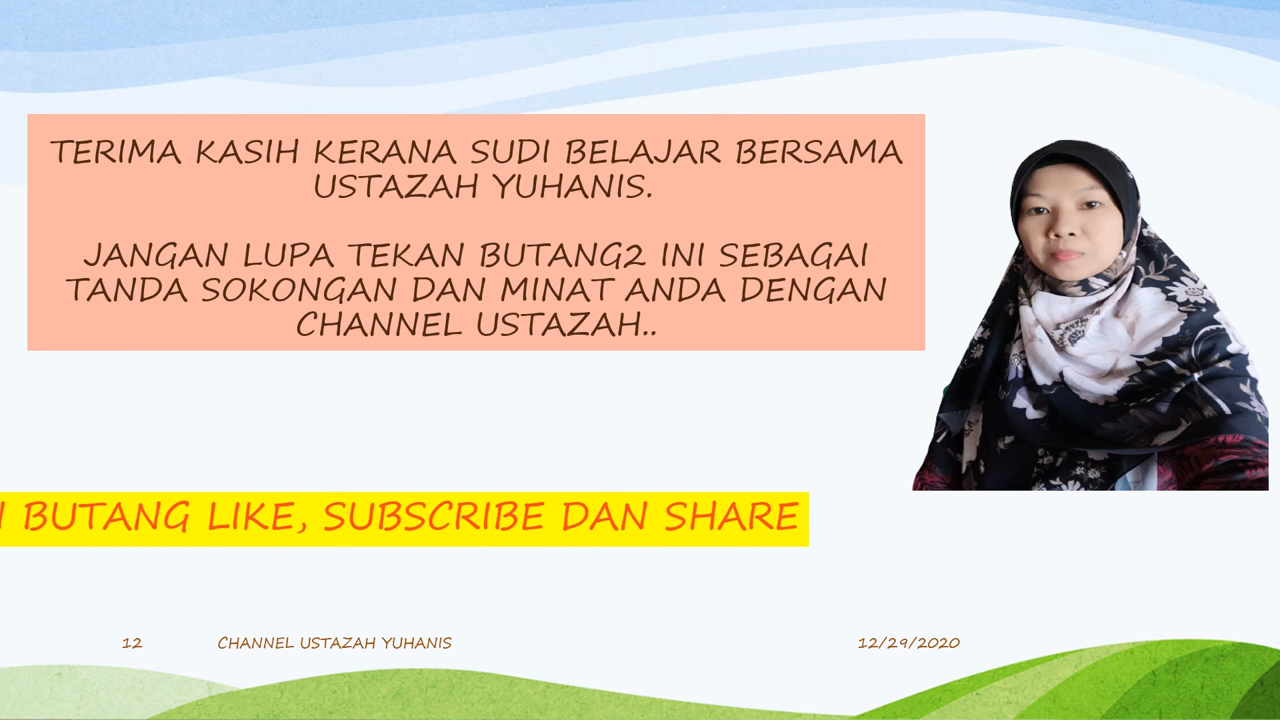 TERIMA KASIH KERANA SUDI BELAJAR BERSAMA
USTAZAH YUHANIS.
JANGAN LUPA TEKAN BUTANG2 INI SEBAGAI
TANDA SOKONGAN DAN MINAT ANDA DENGAN
CHANNEL USTAZAH..
BUTANG LIKE, SUBSCRIBE DAN SHARE
12 CHANNEL USTAZAH YUHANIS 12/29/2020